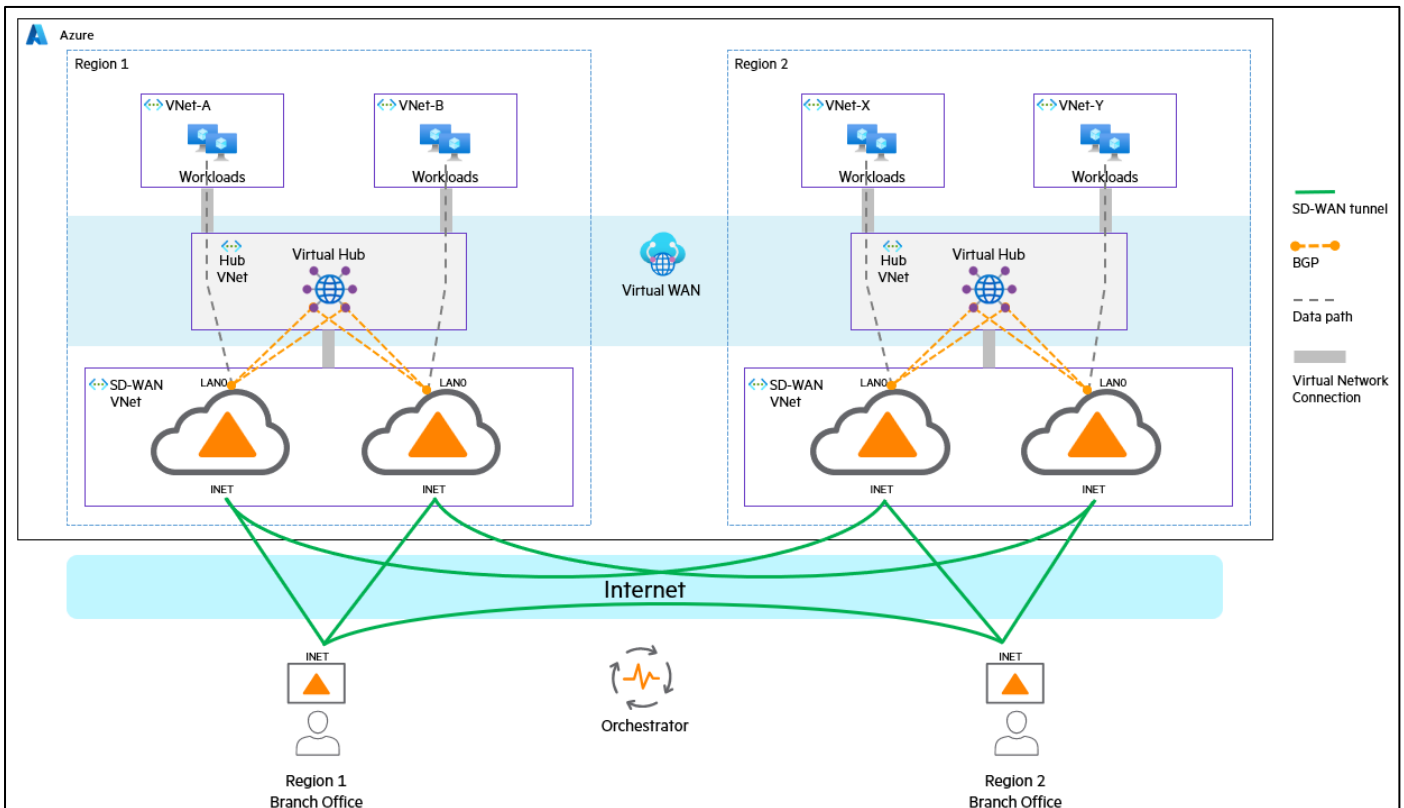 Azure
Region 1
Region 2
VNet-A
VNet-B
VNet-X
VNet-Y
Workloads
Workloads
Workloads
Workloads
SD-WAN tunnel
BGP
Data path
Virtual Network
Connection
Hub
VNet
Virtual Hub
Virtual WAN
Hub
VNet
Virtual Hub
SD-WAN
VNet
LAN0
LAN0
SD-WAN
VNet
LAN0
LAN0
INET
INET
INET
INET
Internet
INET
INET
Orchestrator
Region 1
Branch Office
Region 2
Branch Office